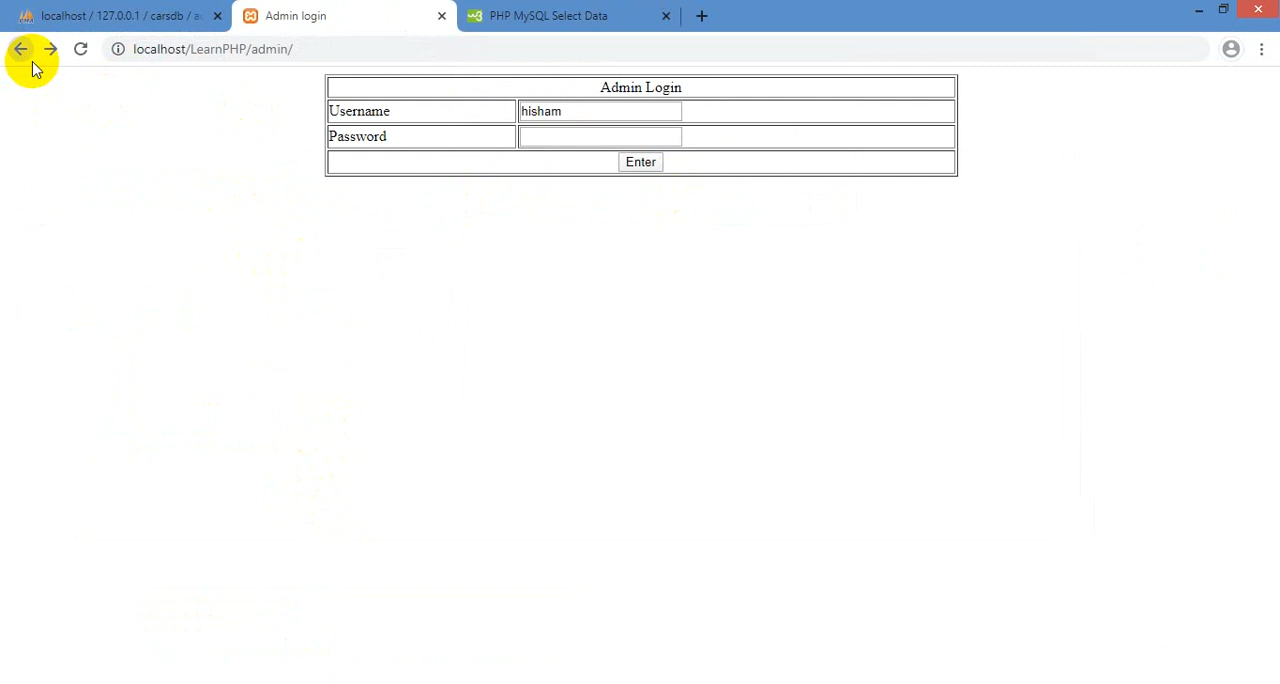 localhost / 127.0.0.1 / carsdb /
Admin login
PHP MySQL Select Data
localhost/LearnPHP/admin/
Admin Login
Username hisham
Password
Enter